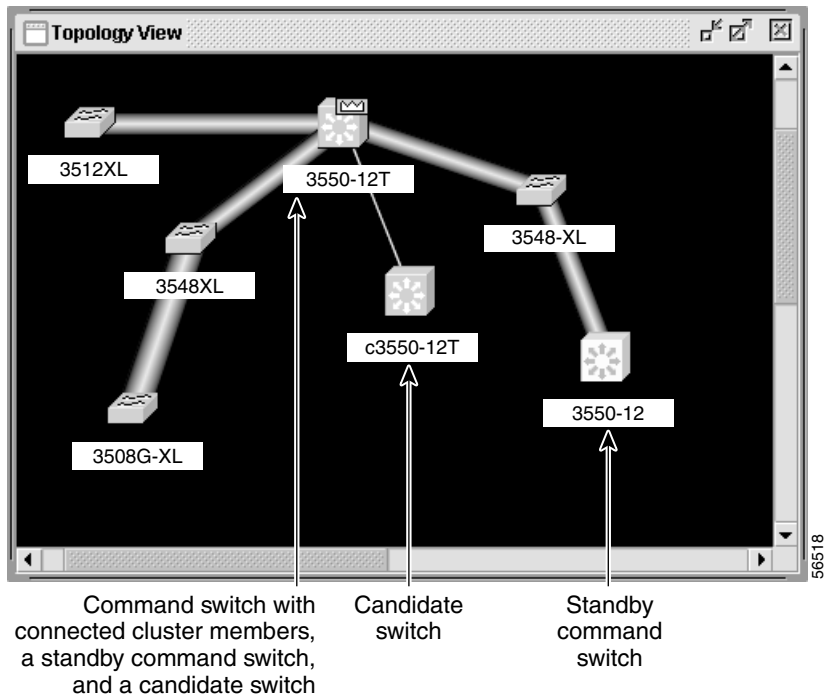 Topology View
3512XL
3550-12T
3548-XL
3548XL
c3550-12T
3550-12
3508G-XL
56518
Command switch with
connected cluster members,
a standby command switch,
and a candidate switch
Candidate
switch
Standby
command
switch